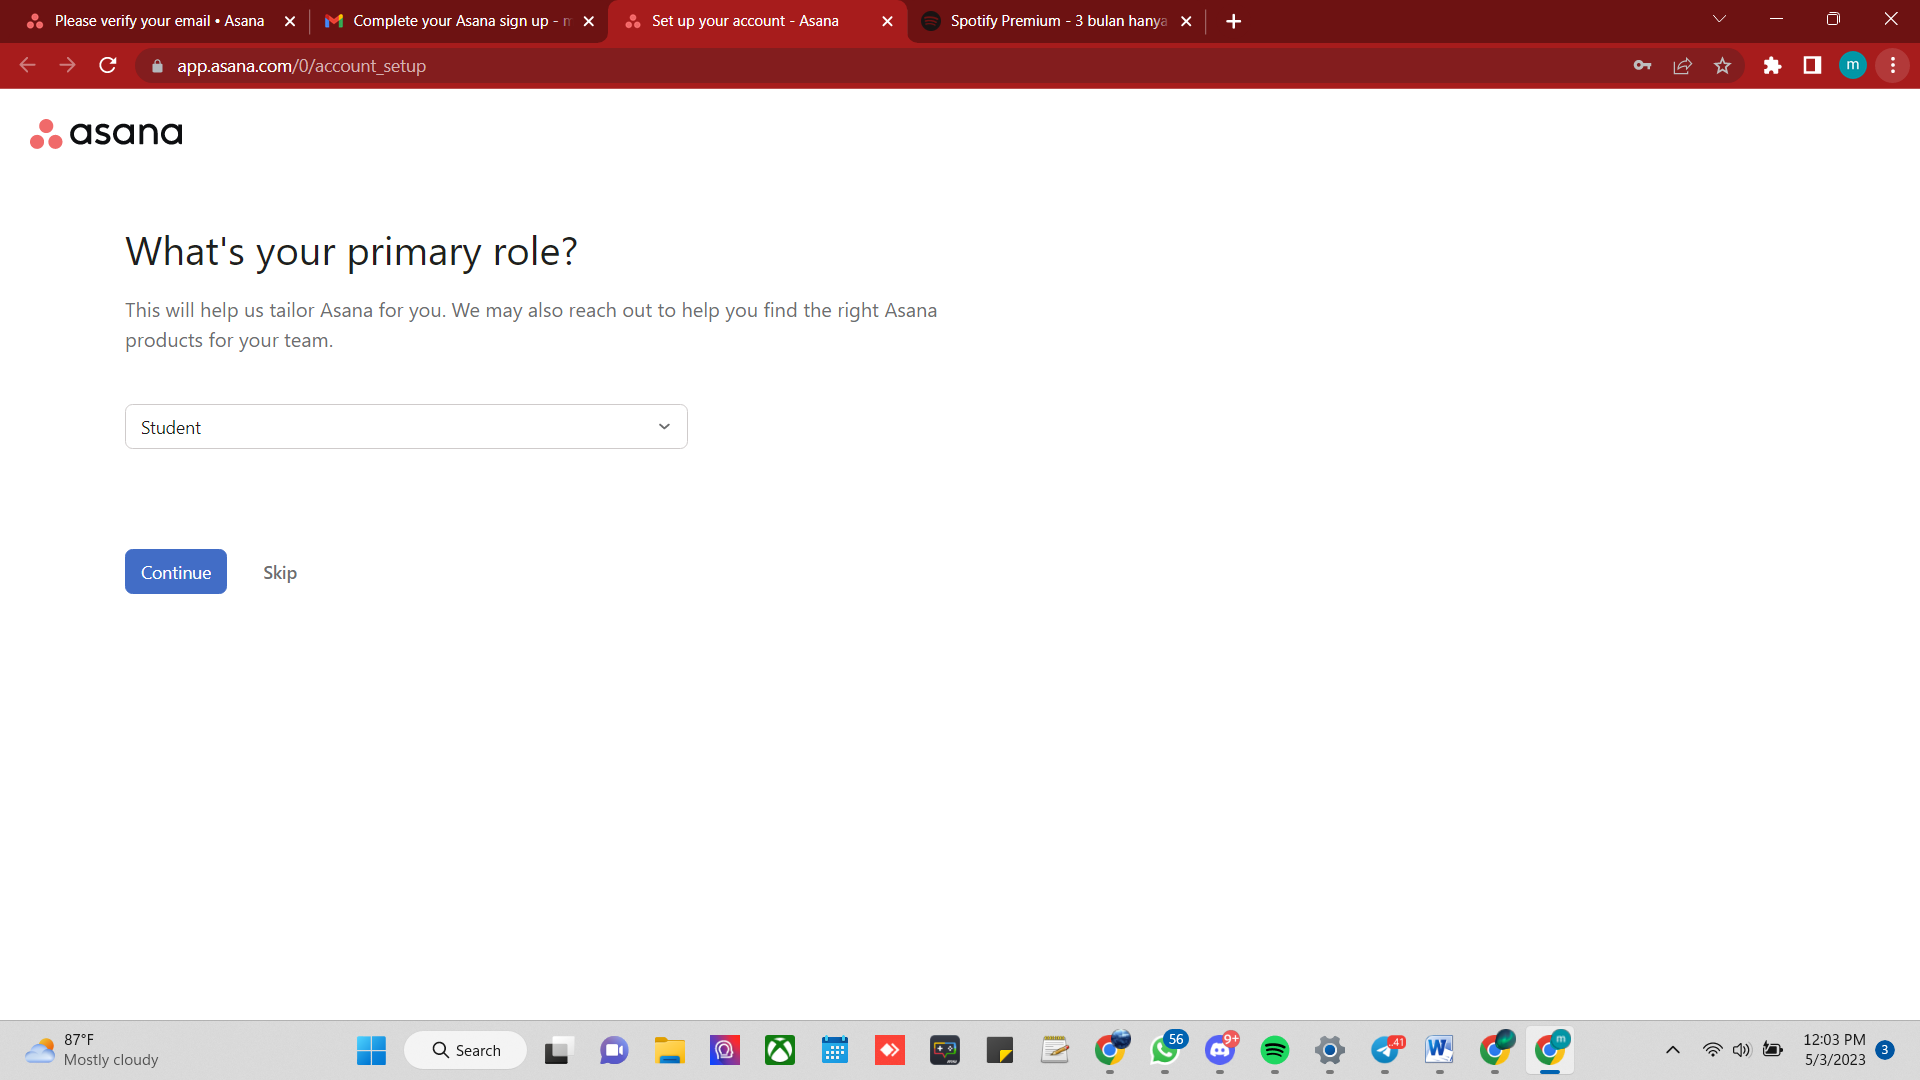 Please verify your email • Asana
Complete your Asana sign up - m
Set up your account - Asana
Spotify Premium - 3 bulan hanya
app.asana.com/0/account_setup
m
asana
What's your primary role?
This will help us tailor Asana for you. We may also reach out to help you find the right Asana
products for your team.
Student
Continue
Skip
87°F
Mostly cloudy
Search
56
9+
.41
W
m
12:03 PM
5/3/2023
3